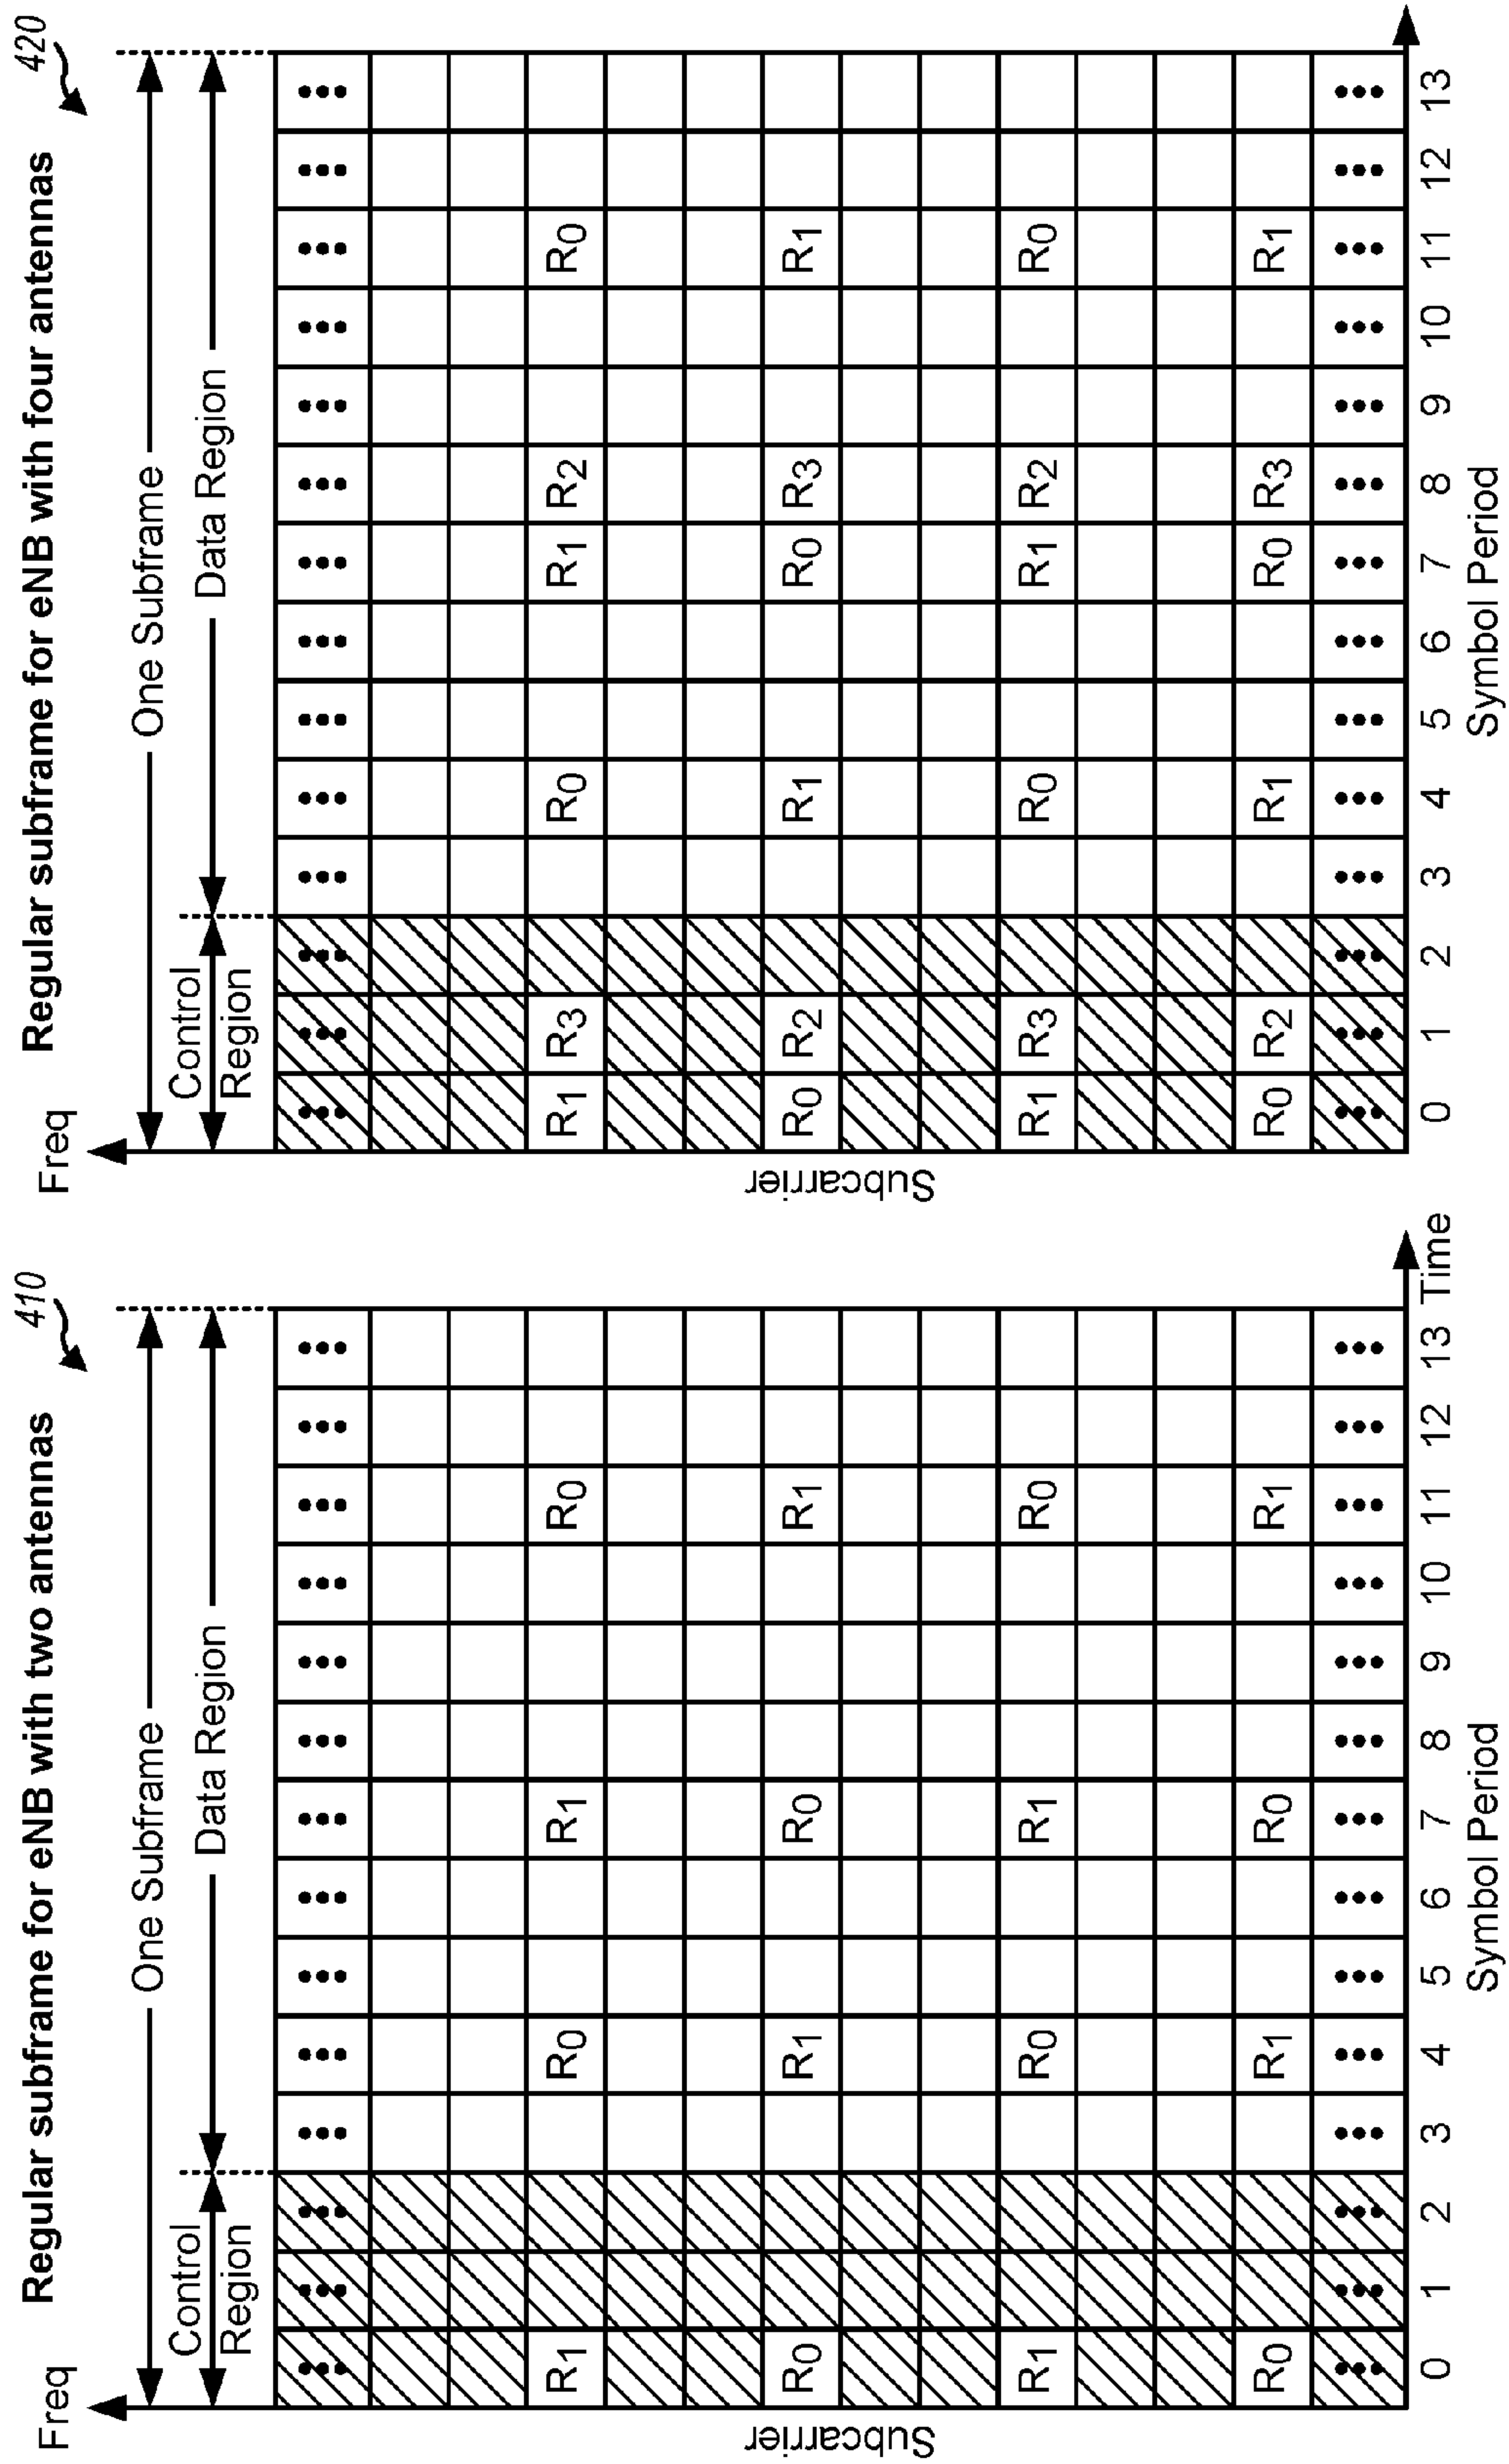 Regular subframe for eNB with two antennas
410
Freq
One Subframe
Control Region
Data Region
Subcarrier
R1 R0 R1 R0
R0 R1 R0 R1
R1 R0 R1 R0
R0 R1 R0 R1
0 1 2 3 4 5 6 7 8 9 10 11 12 13
Time
Symbol Period
Regular subframe for eNB with four antennas
420
Freq
One Subframe
Control Region
Data Region
Subcarrier
R1 R3 R0 R1 R2 R0
R0 R2 R1 R0 R3 R1
R1 R3 R0 R1 R2 R0
R0 R2 R1 R0 R3 R1
0 1 2 3 4 5 6 7 8 9 10 11 12 13
Symbol Period